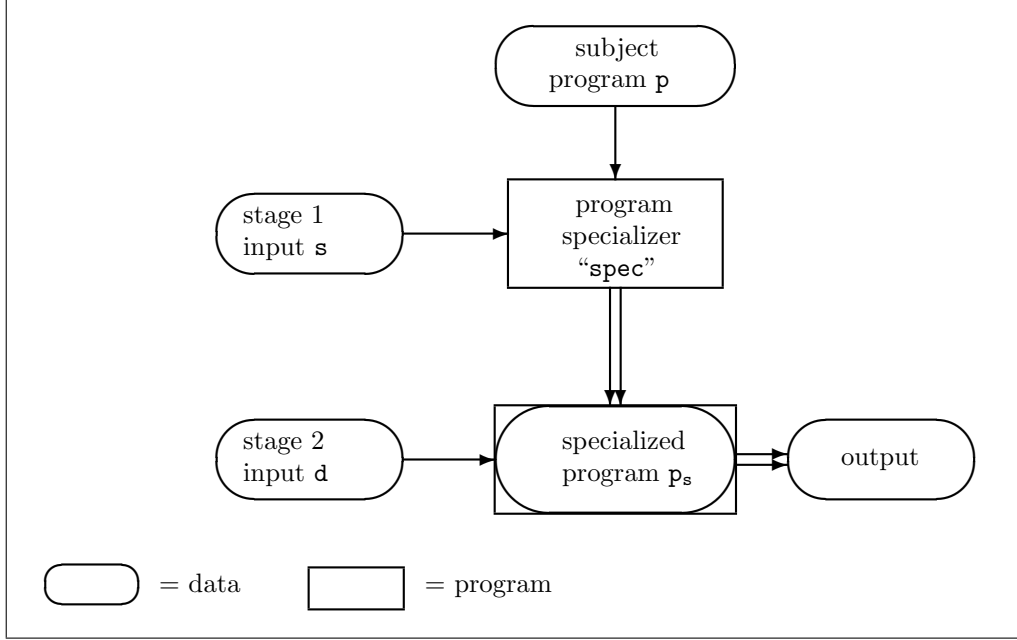 subject
program p
stage 1
input s
program
specializer
“spec”
stage 2
input d
specialized
program pₛ
output
= data
= program